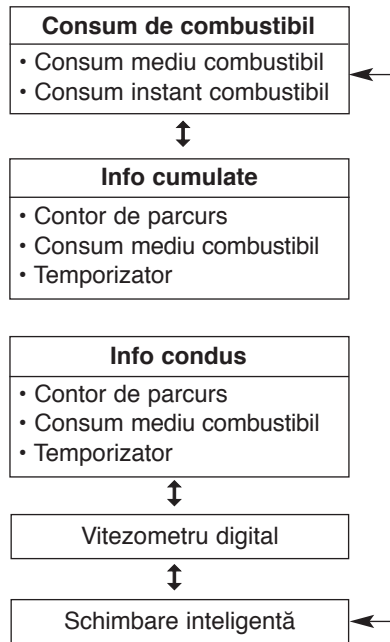 Consum de combustibil
• Consum mediu combustibil
• Consum instant combustibil
Info cumulate
• Contor de parcurs
• Consum mediu combustibil
• Temporizator
Info condus
• Contor de parcurs
• Consum mediu combustibil
• Temporizator
Vitezometru digital
Schimbare inteligentă